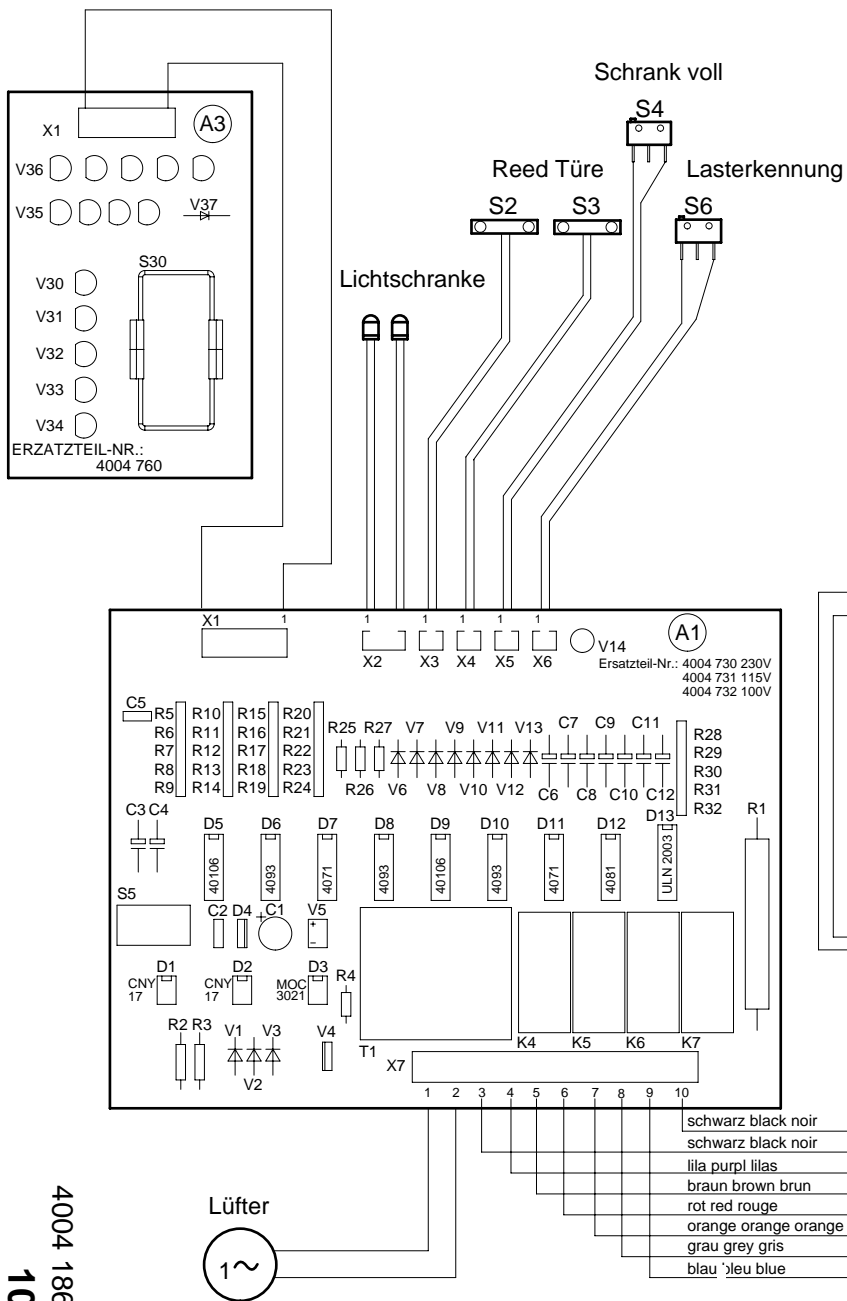 Schrank voll
S4
X1
A3
V36
Reed Türe
Lasterkennung
V35
V37
S2
S3
S6
S30
V30
Lichtschranke
V31
V32
V33
V34
ERZATZTEIL-NR.:
4004 760
X1
1
1
1
1
1
1
A1
X2
X3
X4
X5
X6
V14
Ersatzteil-Nr.: 4004 730 230V
4004 731 115V
4004 732 100V
C5
R5 R10 R15 R20
R6 R11 R16 R21
R7 R12 R17 R22
R8 R13 R18 R23
R9 R14 R19 R24
R25 R27 V7 V9 V11 V13 C7 C9 C11
R26 V6 V8 V10 V12 C6 C8 C10 C12
R28
R29
R30
R31
R32
C3 C4
R1
D5 D6 D7 D8 D9 D10 D11 D12 D13
40106 4093 4071 4093 40106 4093 4071 4081 ULN 2003
S5
C2 D4 + C1 V5
+
-
D1 D2 D3
CNY 17
CNY 17
MOC 3021
R4
R2 R3 V1 V3 V4
V2
T1
K4 K5 K6 K7
X7
1 2 3 4 5 6 7 8 9 10
schwarz black noir
schwarz black noir
lila purpl lilas
braun brown brun
rot red rouge
orange orange orange
grau grey gris
blau bleu blue
Lüfter
1~
4004 186
10